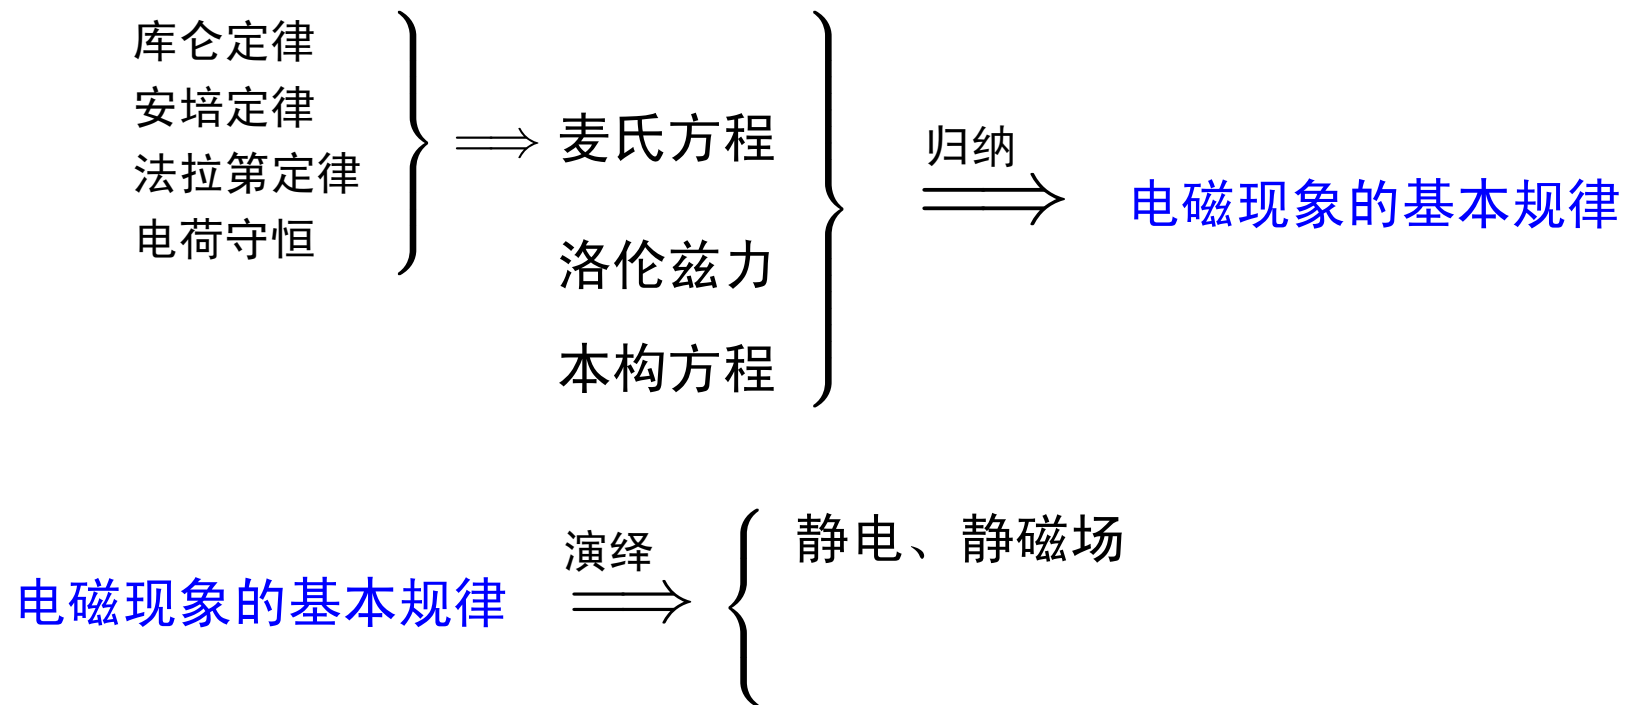 库仑定律
安培定律
法拉第定律
电荷守恒
麦氏方程
洛伦兹力
本构方程
归纳
电磁现象的基本规律
电磁现象的基本规律
演绎
静电、静磁场